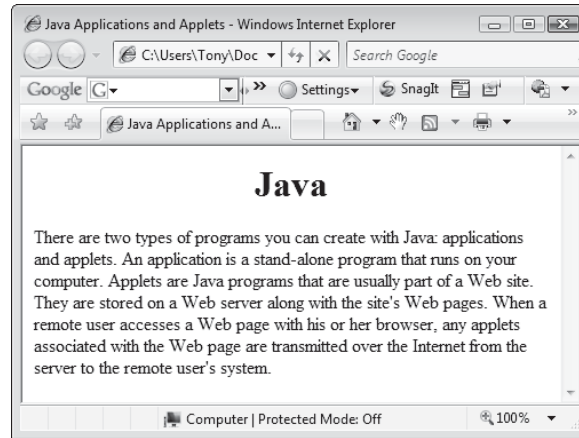 Java Applications and Applets - Windows Internet Explorer
C:\Users\Tony\Doc
Search Google
Google G
»
Settings
SnagIt
Java Applications and A...
»
Java
There are two types of programs you can create with Java: applications
and applets. An application is a stand-alone program that runs on your
computer. Applets are Java programs that are usually part of a Web site.
They are stored on a Web server along with the site's Web pages. When a
remote user accesses a Web page with his or her browser, any applets
associated with the Web page are transmitted over the Internet from the
server to the remote user's system.
Computer | Protected Mode: Off
100%